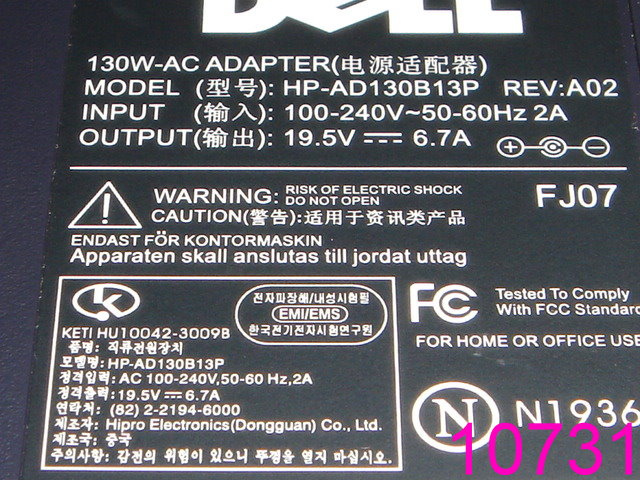 DELL
130W-AC ADAPTER(电源适配器)
MODEL (型号): HP-AD130B13P REV:A02
INPUT (输入): 100-240V~50-60Hz 2A
OUTPUT(输出): 19.5V 6.7A
WARNING: RISK OF ELECTRIC SHOCK
DO NOT OPEN
FJ07
CAUTION(警告):适用于资讯类产品
ENDAST FÖR KONTORMASKIN
Apparaten skall anslutas till jordat uttag
전자파장해/내성시험필
EMI/EMS
한국전기전자시험연구원
KETI HU10042-3009B
품명: 직류전원장치
모델명: HP-AD130B13P
정격입력: AC 100-240V,50-60 Hz,2A
정격출력: 19.5V 6.7A
연락처: (82) 2-2194-6000
제조자: Hipro Electronics(Dongguan) Co., Ltd.
제조국: 중국
주의사항: 감전의 위험이 있으니 뚜껑을 열지 마십시오.
FC Tested To Comply
With FCC Standard
FOR HOME OR OFFICE USE
N N1936
10731